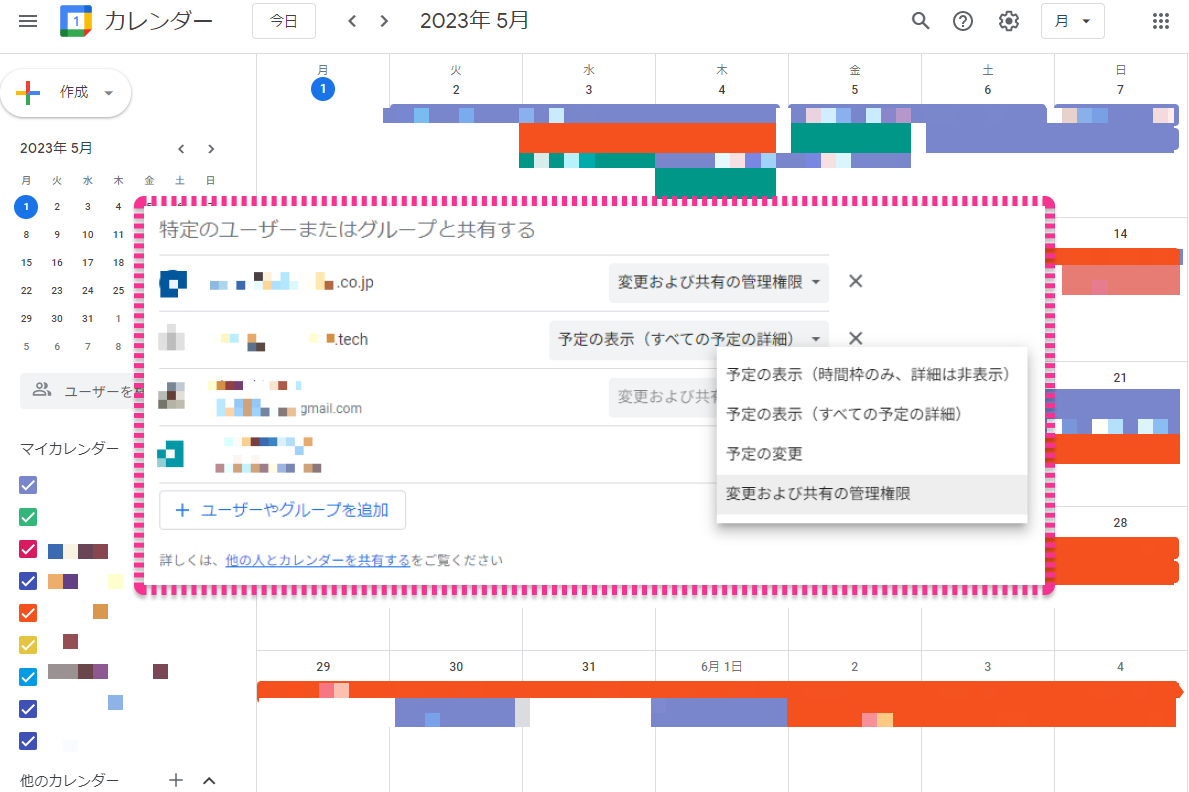 カレンダー
今日
2023年 5月
月
作成
2023年 5月
月 火 水 木 金 土 日
1 2 3 4
8 9 10 11
15 16 17 18
22 23 24 25
29 30 31 1
5 6 7 8
ユーザーを
マイカレンダー
他のカレンダー
月 火 水 木 金 土 日
1 2 3 4 5 6 7
14
21
28
29 30 31 6月 1日 2 3 4
特定のユーザーまたはグループと共有する
.co.jp
変更および共有の管理権限
.tech
予定の表示（すべての予定の詳細）
gmail.com
変更および共
予定の表示（時間枠のみ、詳細は非表示）
予定の表示（すべての予定の詳細）
予定の変更
変更および共有の管理権限
ユーザーやグループを追加
詳しくは、他の人とカレンダーを共有するをご覧ください